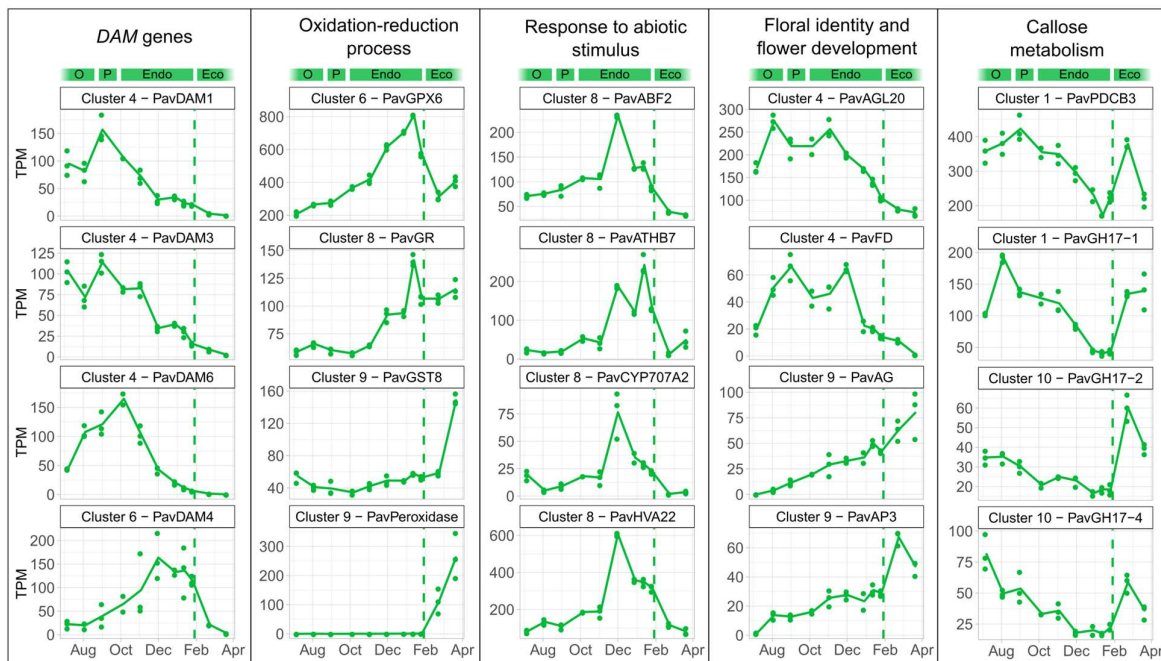 DAM genes
Oxidation-reduction
process
Response to abiotic
stimulus
Floral identity and
flower development
Callose
metabolism
O P Endo Eco
O P Endo Eco
O P Endo Eco
O P Endo Eco
O P Endo Eco
Cluster 4 – PavDAM1
Cluster 6 – PavGPX6
Cluster 8 – PavABF2
Cluster 4 – PavAGL20
Cluster 1 – PavPDCB3
TPM
150
100
50
0
800
600
400
200
200
150
100
50
300
250
200
150
100
400
300
200
Cluster 4 – PavDAM3
Cluster 8 – PavGR
Cluster 8 – PavATHB7
Cluster 4 – PavFD
Cluster 1 – PavGH17−1
TPM
125
100
75
50
25
0
150
125
100
75
200
100
0
60
40
20
0
200
150
100
50
Cluster 4 – PavDAM6
Cluster 9 – PavGST8
Cluster 8 – PavCYP707A2
Cluster 9 – PavAG
Cluster 10 – PavGH17−2
TPM
150
100
50
0
160
120
80
40
75
50
25
0
100
75
50
25
0
60
50
40
30
20
Cluster 6 – PavDAM4
Cluster 9 – PavPeroxidase
Cluster 8 – PavHVA22
Cluster 9 – PavAP3
Cluster 10 – PavGH17−4
TPM
200
150
100
50
0
300
200
100
0
600
400
200
60
40
20
0
100
75
50
25
Aug Oct Dec Feb Apr
Aug Oct Dec Feb Apr
Aug Oct Dec Feb Apr
Aug Oct Dec Feb Apr
Aug Oct Dec Feb Apr